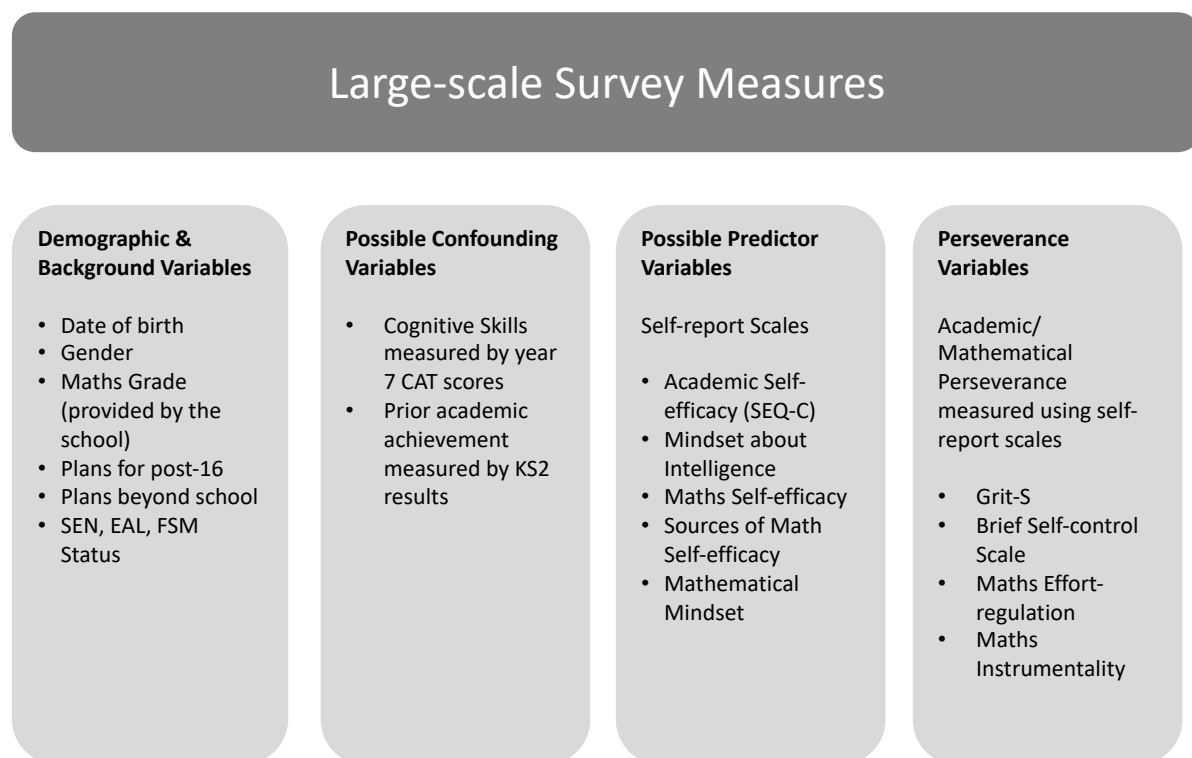 Large-scale Survey Measures
Demographic &
Background Variables
• Date of birth
• Gender
• Maths Grade
(provided by the
school)
• Plans for post-16
• Plans beyond school
• SEN, EAL, FSM
Status
Possible Confounding
Variables
• Cognitive Skills
measured by year
7 CAT scores
• Prior academic
achievement
measured by KS2
results
Possible Predictor
Variables
Self-report Scales
• Academic Self-
efficacy (SEQ-C)
• Mindset about
Intelligence
• Maths Self-efficacy
• Sources of Math
Self-efficacy
• Mathematical
Mindset
Perseverance
Variables
Academic/
Mathematical
Perseverance
measured using self-
report scales
• Grit-S
• Brief Self-control
Scale
• Maths Effort-
regulation
• Maths
Instrumentality